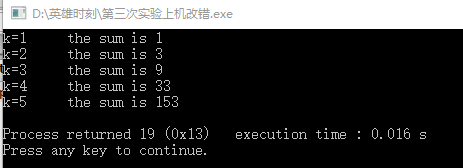 D:\英雄时刻\第三次实验上机改错.exe
k=1     the sum is 1
k=2     the sum is 3
k=3     the sum is 9
k=4     the sum is 33
k=5     the sum is 153
Process returned 19 (0x13)   execution time : 0.016 s
Press any key to continue.